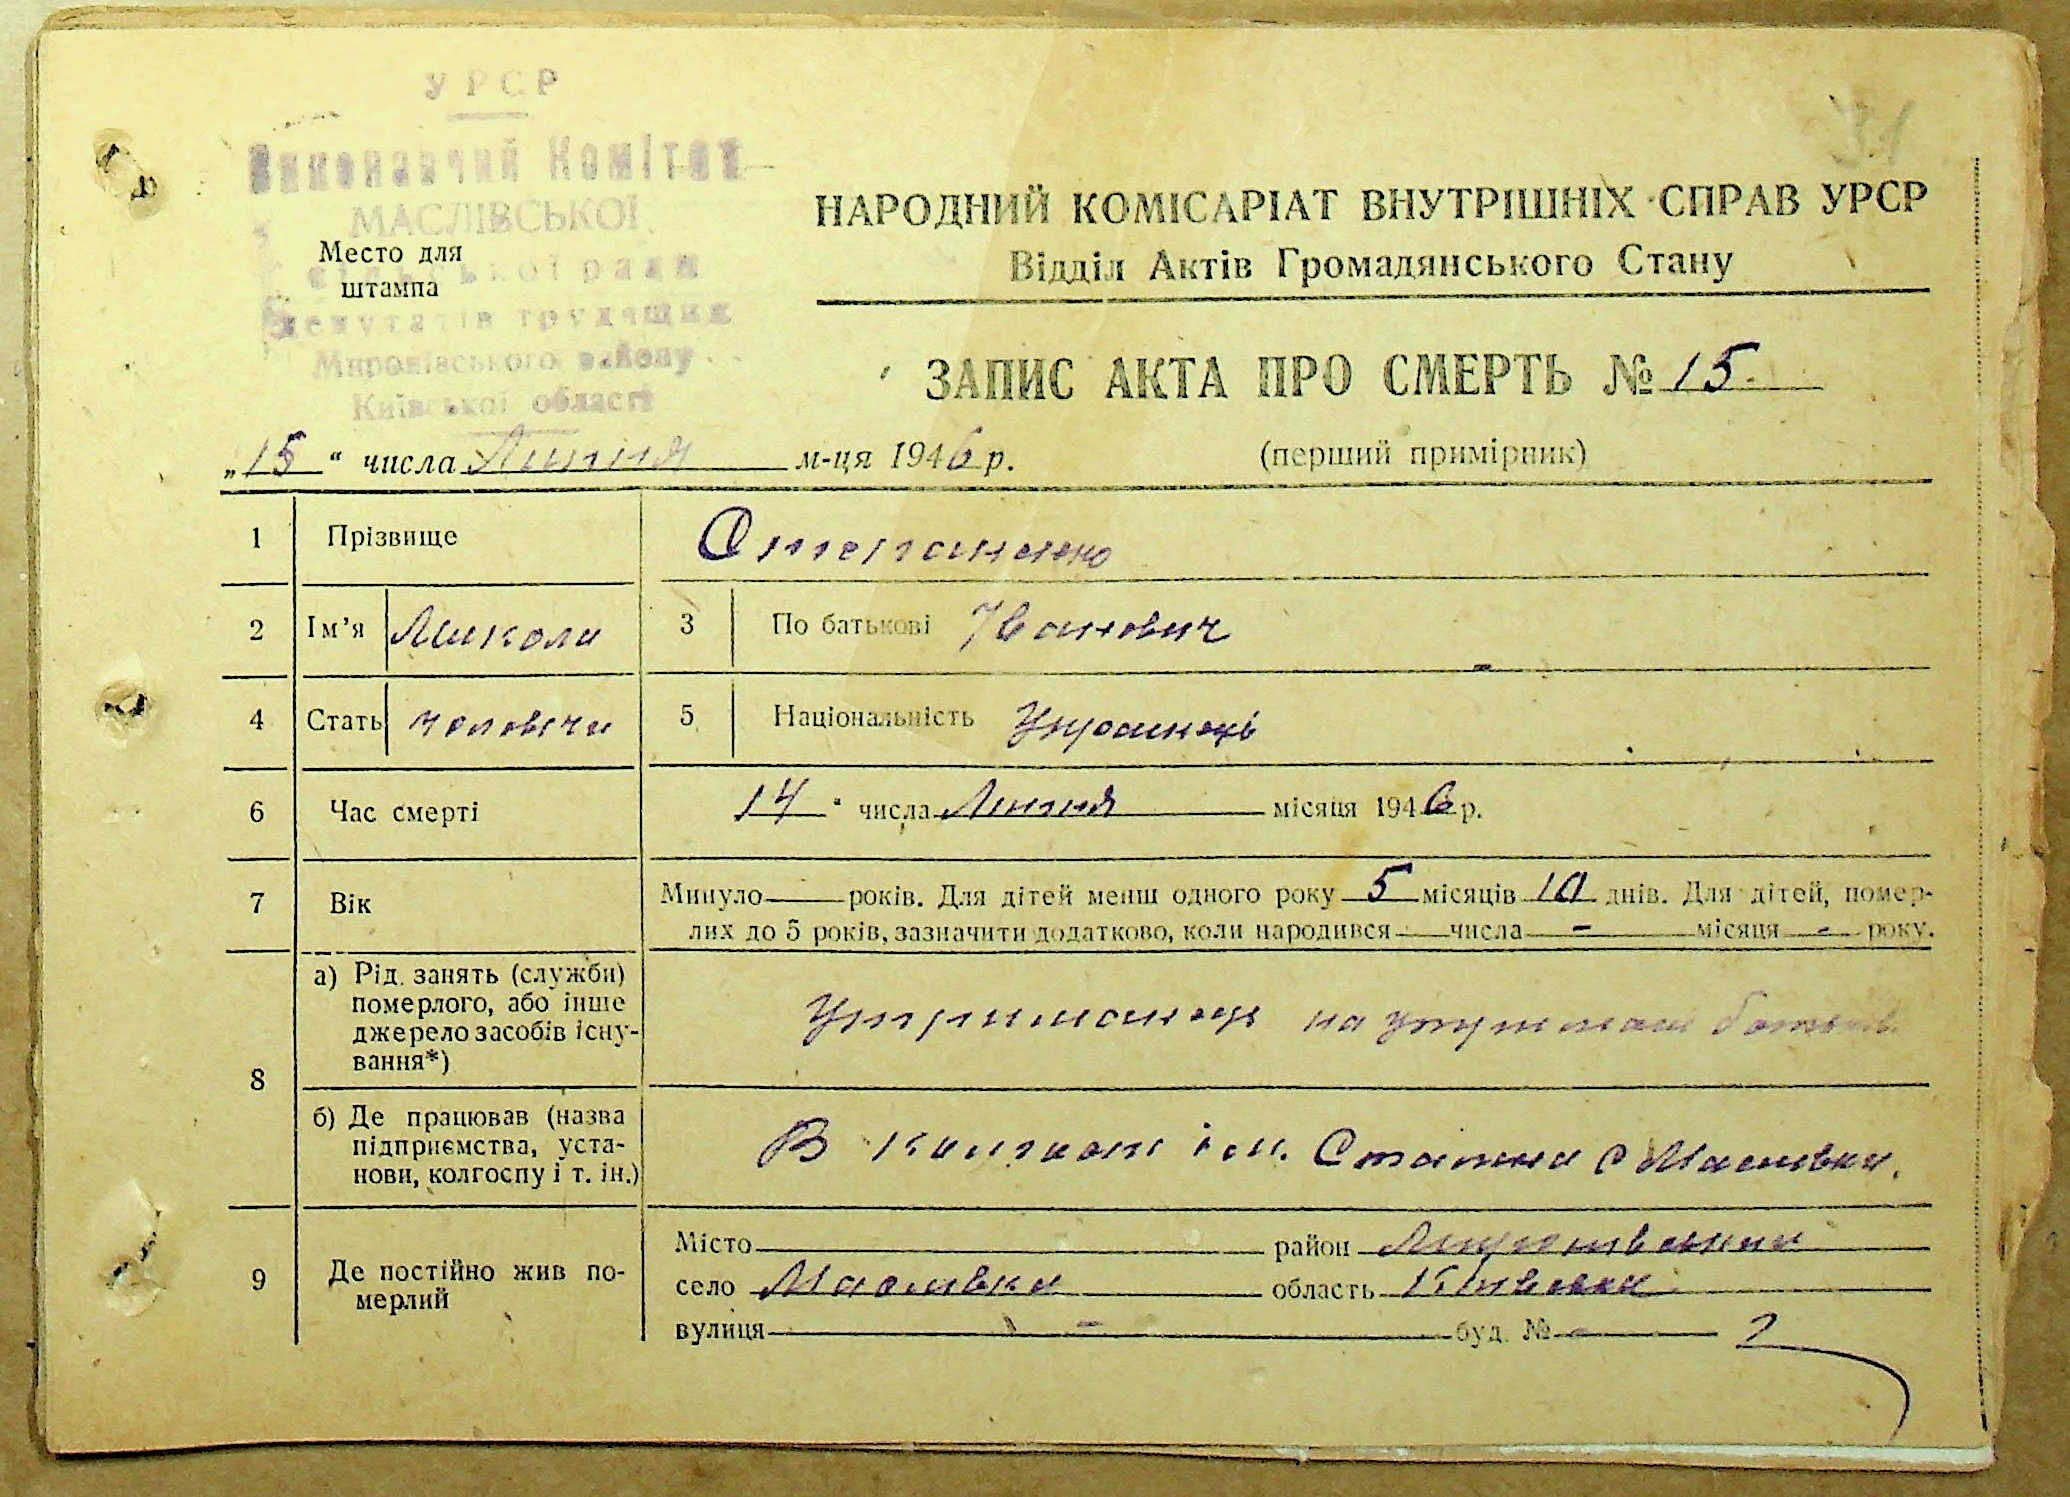 УРСР
Виконавчий Комітет
МАСЛІВСЬКОЇ
сільської ради
депутатів трудящих
Миронівського району
Київської області
Место для
штампа
НАРОДНИЙ КОМІСАРІАТ ВНУТРІШНІХ СПРАВ УРСР
Відділ Актів Громадянського Стану
ЗАПИС АКТА ПРО СМЕРТЬ № 15.
„15“ числа Липня м-ця 1946 р. (перший примірник)
1 Прізвище Степаненко
2 Ім’я Микола 3 По батькові Іванович
4 Стать чоловіча 5 Національність Українець
6 Час смерті 14 “ числа Липня місяця 1946 р.
7 Вік Минуло — років. Для дітей менш одного року 5 місяців 10 днів. Для дітей, помер-
лих до 5 років, зазначити додатково, коли народився — числа - місяця - року.
8 а) Рід занять (служби)
померлого, або інше
джерело засобів існу-
вання*)
Утриманець на батьків
б) Де працював (назва
підприємства, уста-
нови, колгоспу і т. ін.)
В колгоспі ім. Сталіна с Маслівка.
9 Де постійно жив по-
мерлий
Місто район Миронівський
село Маслівка область Київська
вулиця - буд. № - 2